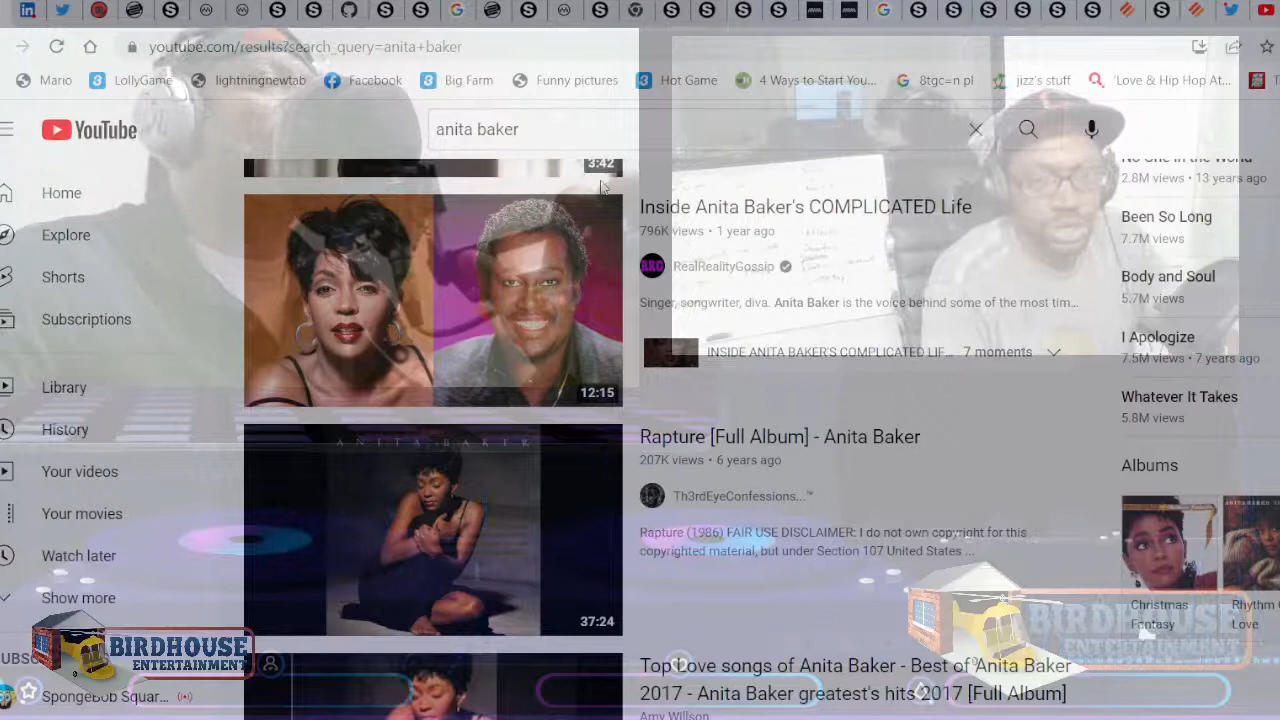 youtube.com/results?search_query=anita+baker
Mario
LollyGame
lightningnewtab
Facebook
Big Farm
Funny pictures
Hot Game
4 Ways to Start You...
8tgc=n pl
jizz's stuff
'Love & Hip Hop At...
YouTube
anita baker
3:42
Home
Explore
Shorts
Subscriptions
Library
History
Your videos
Your movies
Watch later
Show more
SpongeBob Squar...
12:15
Inside Anita Baker's COMPLICATED Life
796K views • 1 year ago
RRG
RealRealityGossip
Singer, songwriter, diva. Anita Baker is the voice behind some of the most tim...
INSIDE ANITA BAKER'S COMPLICATED LIF...
7 moments
ANITA BAKER
37:24
Rapture [Full Album] - Anita Baker
207K views • 6 years ago
Th3rdEyeConfessions...™
Rapture (1986) FAIR USE DISCLAIMER: I do not own copyright for this
copyrighted material, but under Section 107 United States ...
Top Love songs of Anita Baker - Best of Anita Baker
2017 - Anita Baker greatest's hits 2017 [Full Album]
Amy Willson
No One in the World
2.8M views • 13 years ago
Been So Long
7.7M views
Body and Soul
5.7M views
I Apologize
7.5M views • 7 years ago
Whatever It Takes
5.8M views
Albums
Christmas
Fantasy
Rhythm
Love
BIRDHOUSE
ENTERTAINMENT
BIRDHOUSE
ENTERTAINMENT